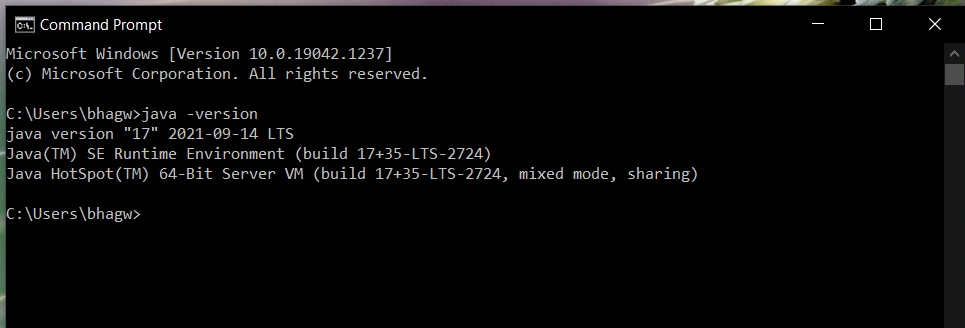 Command Prompt
Microsoft Windows [Version 10.0.19042.1237]
(c) Microsoft Corporation. All rights reserved.
C:\Users\bhagw>java -version
java version "17" 2021-09-14 LTS
Java(TM) SE Runtime Environment (build 17+35-LTS-2724)
Java HotSpot(TM) 64-Bit Server VM (build 17+35-LTS-2724, mixed mode, sharing)
C:\Users\bhagw>